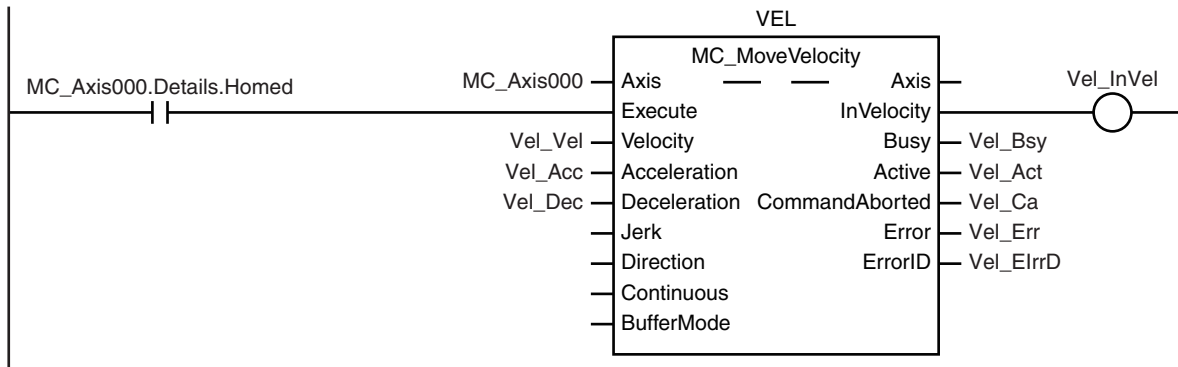 VEL
MC_MoveVelocity
MC_Axis000.Details.Homed
MC_Axis000 Axis Axis Vel_InVel
Execute InVelocity
Vel_Vel Velocity Busy Vel_Bsy
Vel_Acc Acceleration Active Vel_Act
Vel_Dec Deceleration CommandAborted Vel_Ca
Jerk Error Vel_Err
Direction ErrorID Vel_EIrrD
Continuous
BufferMode